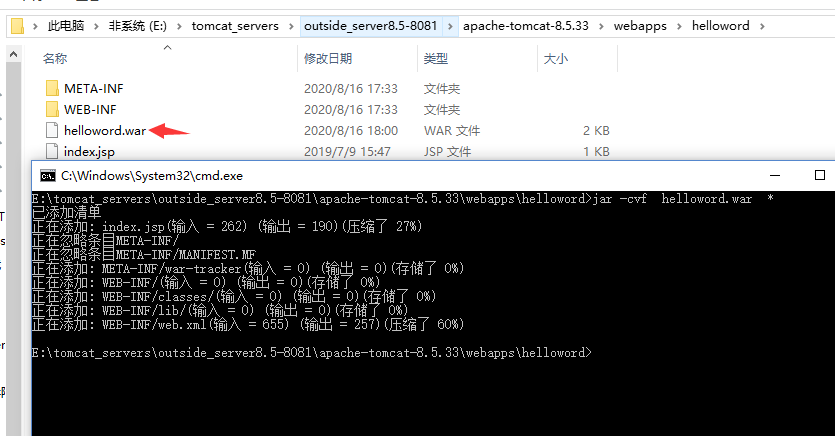 此电脑 > 非系统 (E:) > tomcat_servers > outside_server8.5-8081 > apache-tomcat-8.5.33 > webapps > helloword >
名称 修改日期 类型 大小
META-INF 2020/8/16 17:33 文件夹
WEB-INF 2020/8/16 17:33 文件夹
helloword.war 2020/8/16 18:00 WAR 文件 2 KB
index.jsp 2019/7/9 15:47 JSP 文件 1 KB
C:\Windows\System32\cmd.exe
E:\tomcat_servers\outside_server8.5-8081\apache-tomcat-8.5.33\webapps\helloword>jar -cvf  helloword.war  *
已添加清单
正在添加: index.jsp(输入 = 262) (输出 = 190)(压缩了 27%)
正在忽略条目META-INF/
正在忽略条目META-INF/MANIFEST.MF
正在添加: META-INF/war-tracker(输入 = 0) (输出 = 0)(存储了 0%)
正在添加: WEB-INF/(输入 = 0) (输出 = 0)(存储了 0%)
正在添加: WEB-INF/classes/(输入 = 0) (输出 = 0)(存储了 0%)
正在添加: WEB-INF/lib/(输入 = 0) (输出 = 0)(存储了 0%)
正在添加: WEB-INF/web.xml(输入 = 655) (输出 = 257)(压缩了 60%)
E:\tomcat_servers\outside_server8.5-8081\apache-tomcat-8.5.33\webapps\helloword>